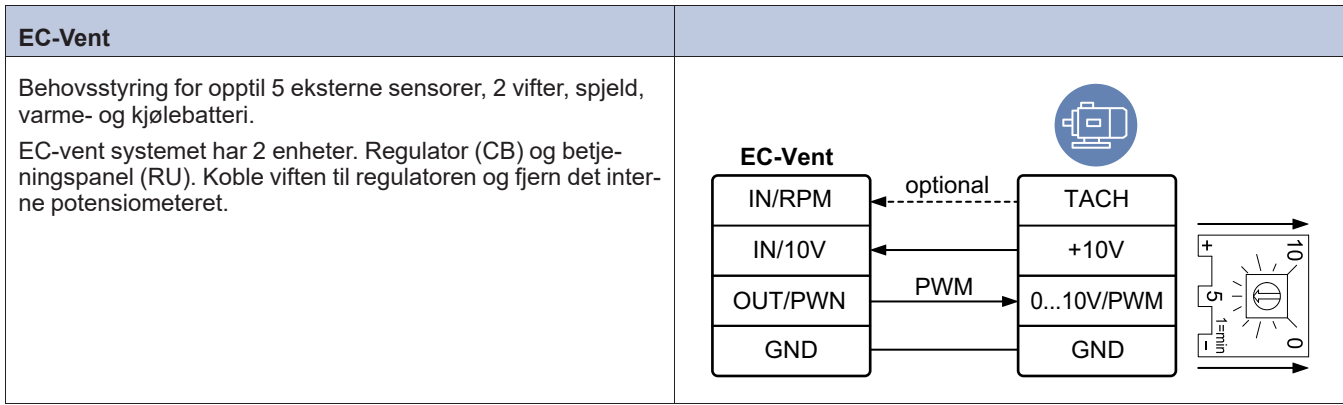 EC-Vent
Behovsstyring for opptil 5 eksterne sensorer, 2 vifter, spjeld,
varme- og kjølebatteri.
EC-vent systemet har 2 enheter. Regulator (CB) og betje-
ningspanel (RU). Koble viften til regulatoren og fjern det inter-
ne potensiometeret.
EC-Vent
IN/RPM
optional
TACH
IN/10V
+10V
OUT/PWN
PWM
0...10V/PWM
GND
GND
+
10
5
1=min
-
0